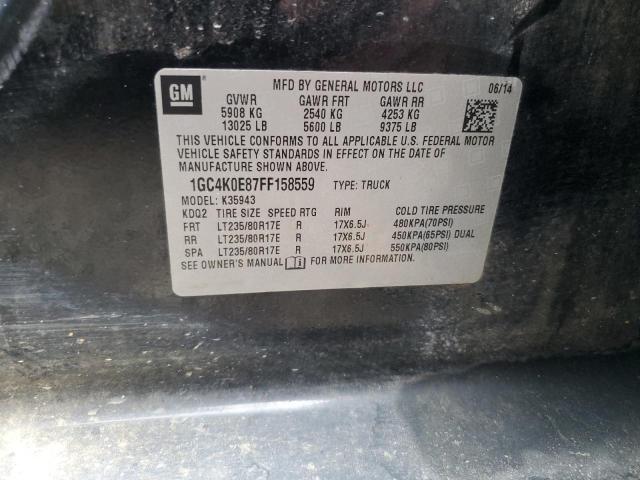 GM
MFD BY GENERAL MOTORS LLC 06/14
GVWR GAWR FRT GAWR RR
5908 KG 2540 KG 4253 KG
13025 LB 5600 LB 9375 LB
THIS VEHICLE CONFORMS TO ALL APPLICABLE U.S. FEDERAL MOTOR
VEHICLE SAFETY STANDARDS IN EFFECT ON THE DATE OF
MANUFACTURE SHOWN ABOVE.
1GC4K0E87FF158559 TYPE: TRUCK
MODEL: K35943
KDQ2 TIRE SIZE SPEED RTG RIM COLD TIRE PRESSURE
FRT LT235/80R17E R 17X6.5J 480KPA(70PSI)
RR LT235/80R17E R 17X6.5J 450KPA(65PSI) DUAL
SPA LT235/80R17E R 17X6.5J 550KPA(80PSI)
SEE OWNER'S MANUAL FOR MORE INFORMATION.